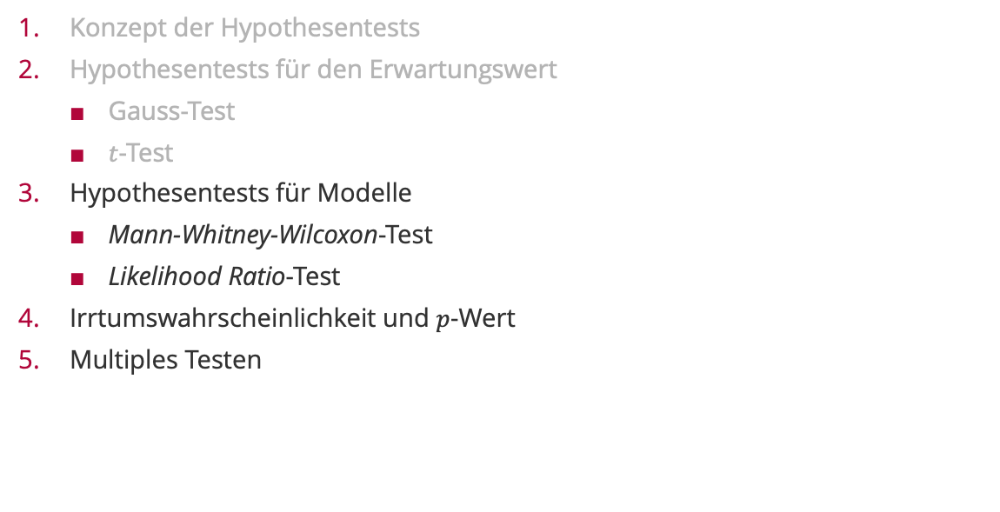 1. Konzept der Hypothesentests
2. Hypothesentests für den Erwartungswert
■ Gauss-Test
■ t-Test
3. Hypothesentests für Modelle
■ Mann-Whitney-Wilcoxon-Test
■ Likelihood Ratio-Test
4. Irrtumswahrscheinlichkeit und p-Wert
5. Multiples Testen